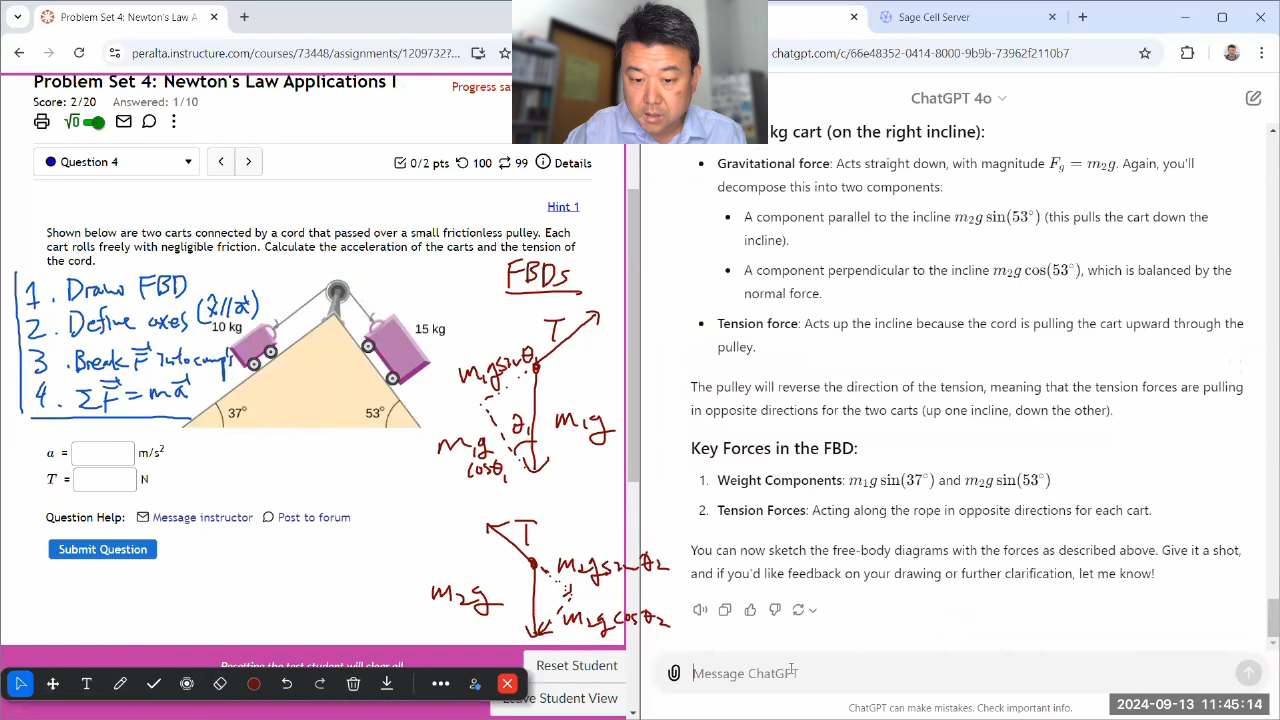 Problem Set 4: Newton's Law A
Sage Cell Server
peralta.instructure.com/courses/73448/assignments/1209732?
chatgpt.com/c/66e48352-0414-8000-9b9b-73962f2110b7
Problem Set 4: Newton's Law Applications I
Progress sa
Score: 2/20 Answered: 1/10
√0
Question 4
0/2 pts 100 99 Details
Hint 1
Shown below are two carts connected by a cord that passed over a small frictionless pulley. Each
cart rolls freely with negligible friction. Calculate the acceleration of the carts and the tension of
the cord.
1. Draw FBD
2. Define axes (x̂//a⃗)
3. Break F⃗ into comp's
4. ΣF⃗ = ma⃗
10 kg
15 kg
37°
53°
FBDs
T
m₁g sinθ₁
θ₁
m₁g
m₁g
cosθ₁
T
m₂g sinθ₂
m₂g
m₂g cosθ₂
a = m/s²
T = N
Question Help: Message instructor Post to forum
Submit Question
Resetting the test student will clear all
Reset Student
Leave Student View
ChatGPT 4o
kg cart (on the right incline):
• Gravitational force: Acts straight down, with magnitude F_g = m₂g. Again, you'll
decompose this into two components:
• A component parallel to the incline m₂g sin(53°) (this pulls the cart down the
incline).
• A component perpendicular to the incline m₂g cos(53°), which is balanced by the
normal force.
• Tension force: Acts up the incline because the cord is pulling the cart upward through the
pulley.
The pulley will reverse the direction of the tension, meaning that the tension forces are pulling
in opposite directions for the two carts (up one incline, down the other).
Key Forces in the FBD:
1. Weight Components: m₁g sin(37°) and m₂g sin(53°)
2. Tension Forces: Acting along the rope in opposite directions for each cart.
You can now sketch the free-body diagrams with the forces as described above. Give it a shot,
and if you'd like feedback on your drawing or further clarification, let me know!
Message ChatGPT
ChatGPT can make mistakes. Check important info.
2024-09-13 11:45:14